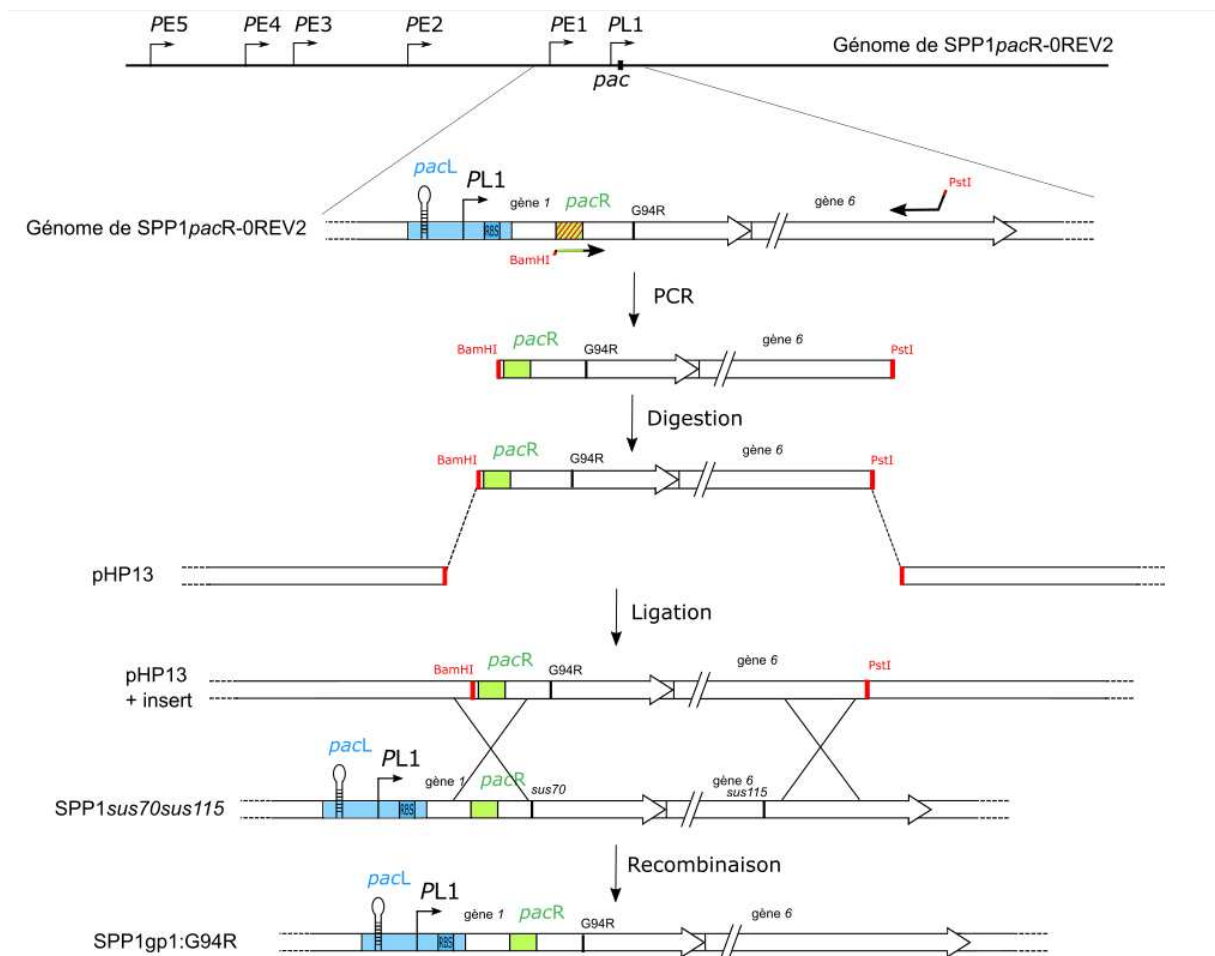 PE5 PE4 PE3 PE2 PE1 PL1
Génome de SPP1pacR-0REV2
pac
pacL
PL1
gène 1
pacR
G94R
gène 6
PstI
Génome de SPP1pacR-0REV2
RBS
BamHI
PCR
BamHI
pacR
G94R
gène 6
PstI
Digestion
BamHI
pacR
G94R
gène 6
PstI
pHP13
Ligation
pHP13
+ insert
BamHI
pacR
G94R
gène 6
PstI
pacL
PL1
gène 1
pacR
sus70
gène 6
sus115
SPP1sus70sus115
RBS
Recombinaison
pacL
PL1
gène 1
pacR
G94R
gène 6
SPP1gp1:G94R
RBS